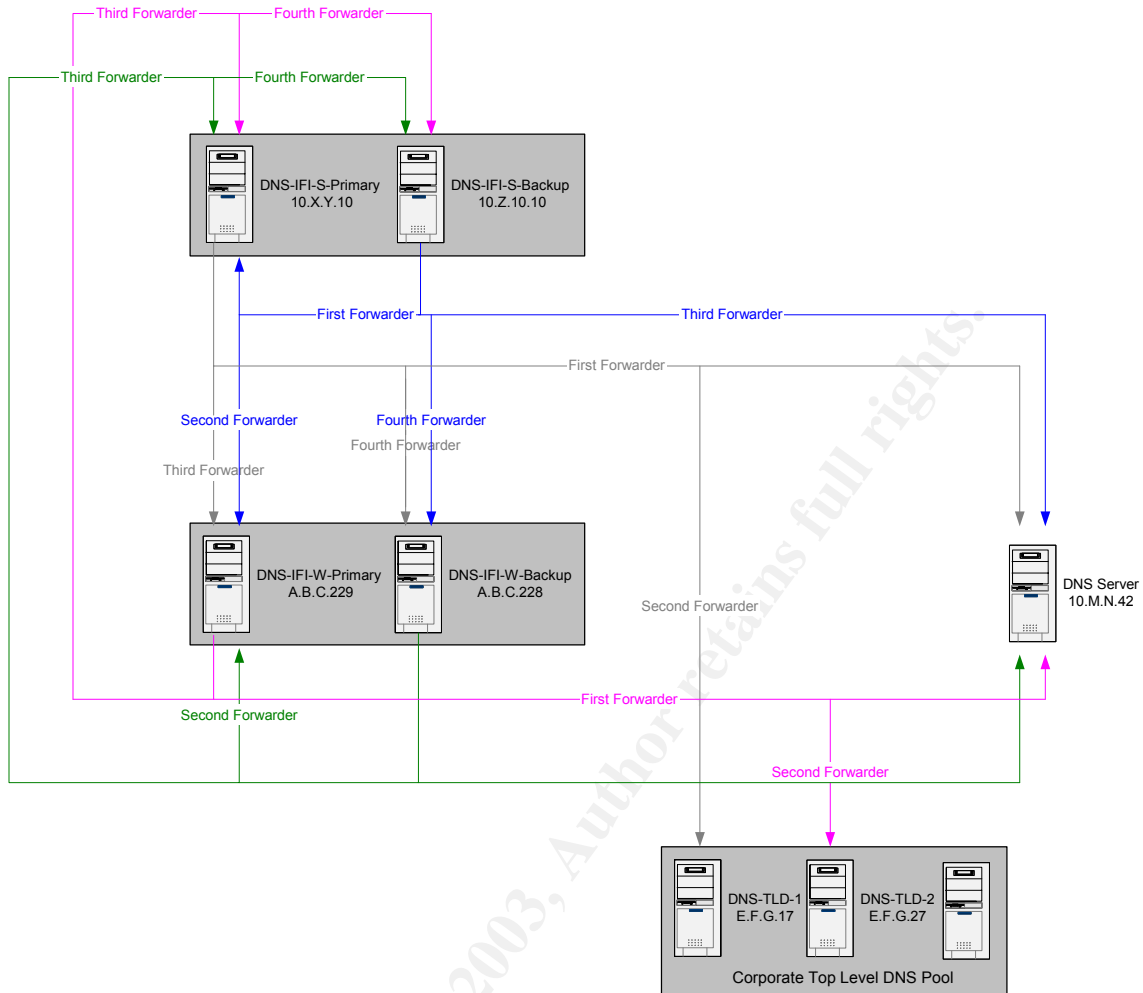 Third Forwarder
Fourth Forwarder
Third Forwarder
Fourth Forwarder
DNS-IFI-S-Primary
10.X.Y.10
DNS-IFI-S-Backup
10.Z.10.10
First Forwarder
Third Forwarder
First Forwarder
Second Forwarder
Fourth Forwarder
Fourth Forwarder
Third Forwarder
DNS-IFI-W-Primary
A.B.C.229
DNS-IFI-W-Backup
A.B.C.228
DNS Server
10.M.N.42
Second Forwarder
First Forwarder
Second Forwarder
Second Forwarder
DNS-TLD-1
E.F.G.17
DNS-TLD-2
E.F.G.27
Corporate Top Level DNS Pool
2003, Author retains full rights.